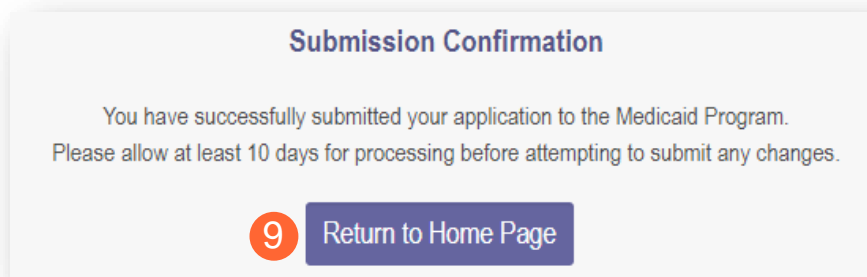 Submission Confirmation
You have successfully submitted your application to the Medicaid Program.
Please allow at least 10 days for processing before attempting to submit any changes.
9 Return to Home Page